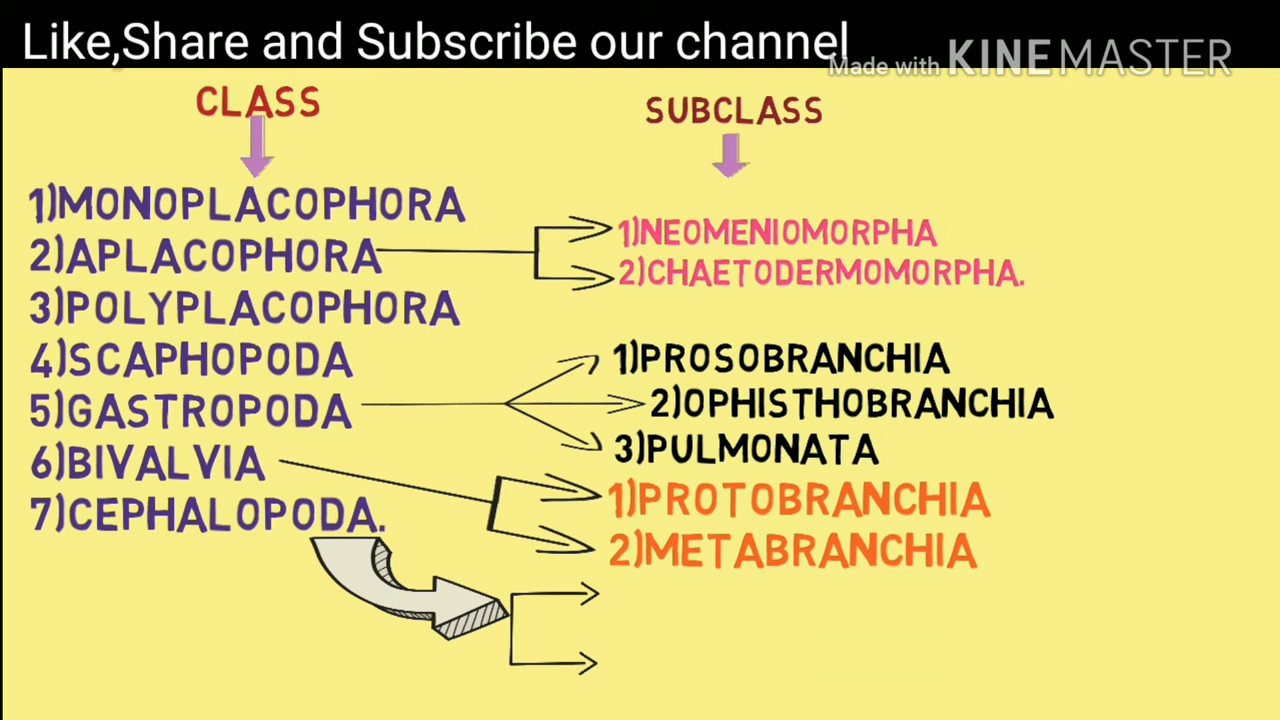 Like,Share and Subscribe our channel
Made with KINEMASTER
CLASS
1)MONOPLACOPHORA
2)APLACOPHORA
3)POLYPLACOPHORA
4)SCAPHOPODA
5)GASTROPODA
6)BIVALVIA
7)CEPHALOPODA.
SUBCLASS
1)NEOMENIOMORPHA
2)CHAETODERMOMORPHA.
1)PROSOBRANCHIA
2)OPHISTHOBRANCHIA
3)PULMONATA
1)PROTOBRANCHIA
2)METABRANCHIA